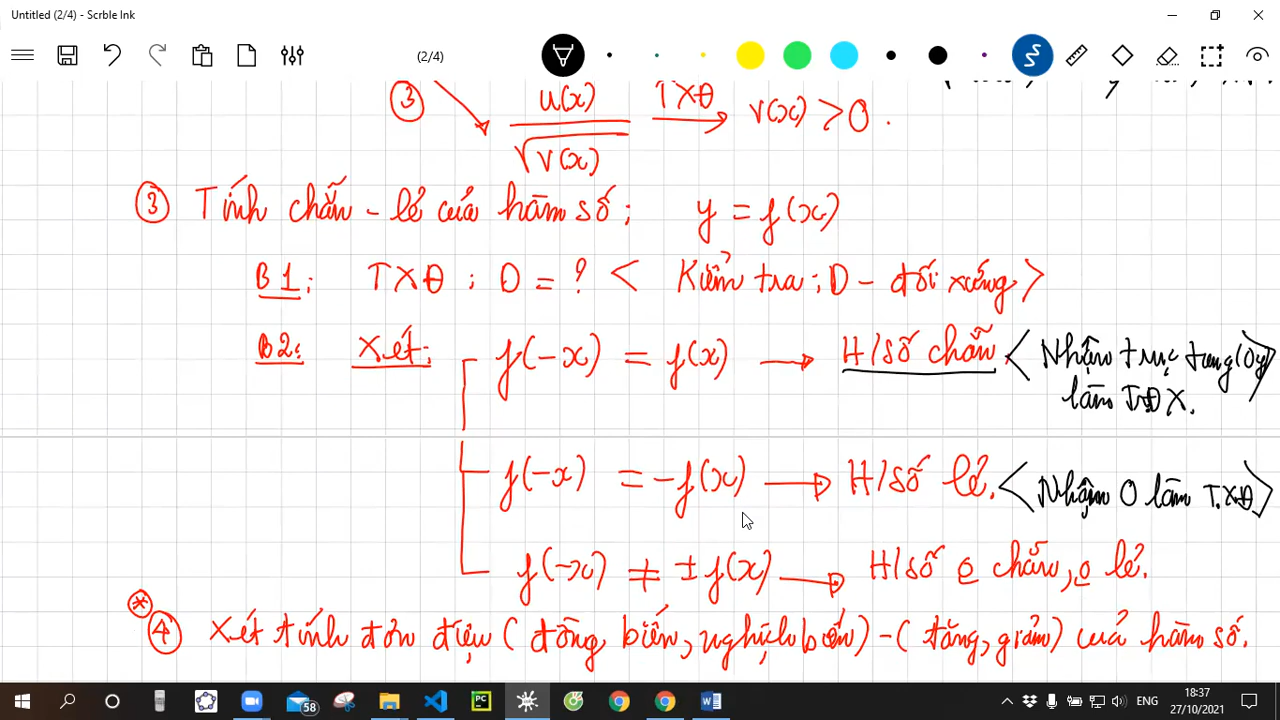 Untitled (2/4) - Scrble Ink
(2/4)
③ u(x)/√v(x) TXĐ → v(x) > 0.
③ Tính chẵn - lẻ của hàm số: y = f(x)
B1: TXĐ: D = ? < Kiểm tra: D - đối xứng >
B2: Xét: f(-x) = f(x) → H/số chẵn < Nhận trục tung (Oy)
làm TĐX.
f(-x) = -f(x) → H/số lẻ. < Nhận O làm T.XĐ >
f(-x) ≠ ±f(x) → H/số o chẵn, o lẻ.
* ④ Xét tính đơn điệu (đồng biến, nghịch biến) - (tăng, giảm) của hàm số.
58
ENG
18:37
27/10/2021